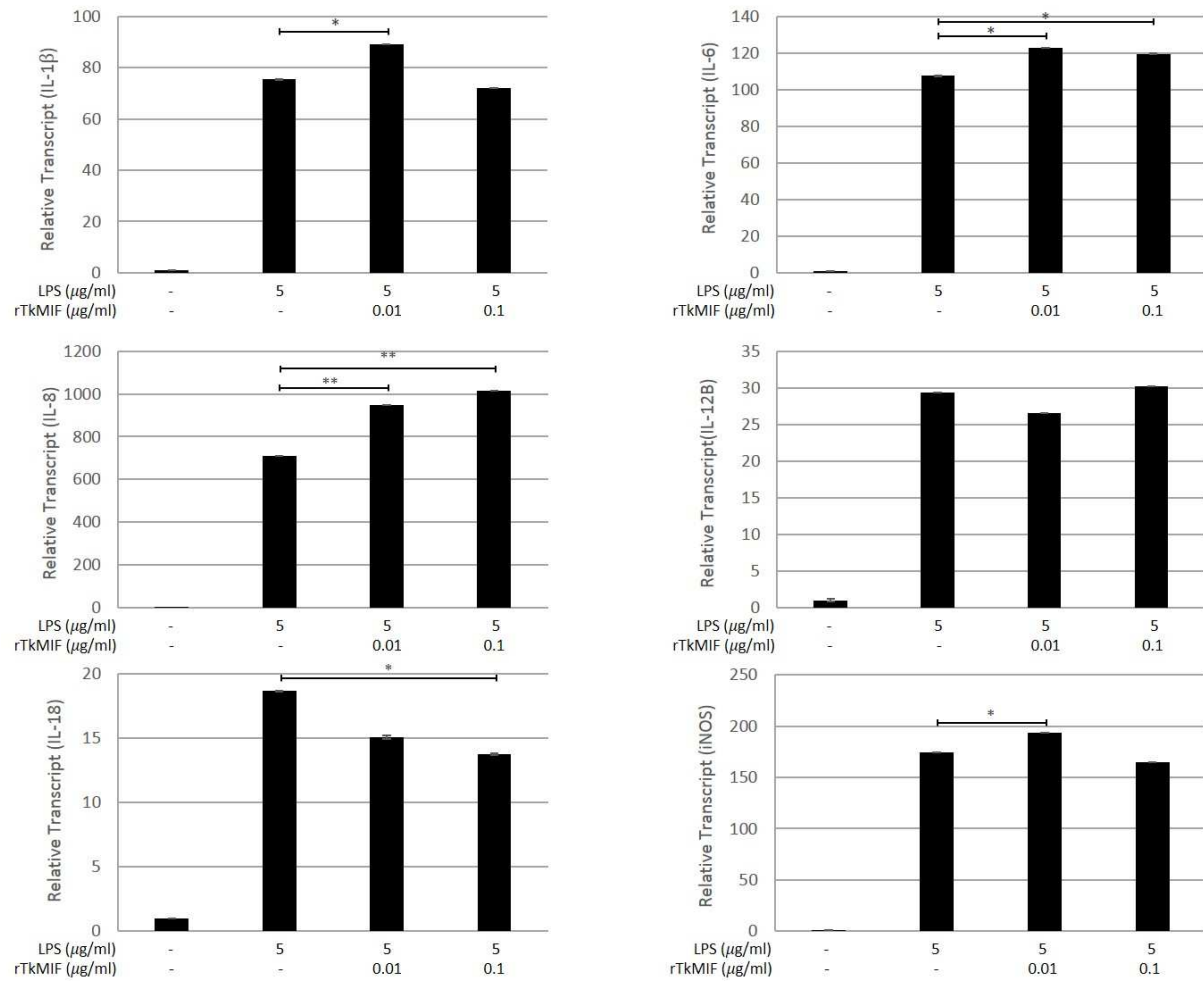 Relative Transcript (IL-1β)
100
80
60
40
20
0
*
LPS (μg/ml) - 5 5 5
rTkMIF (μg/ml) - - 0.01 0.1
Relative Transcript (IL-6)
140
120
100
80
60
40
20
0
*
*
LPS (μg/ml) - 5 5 5
rTkMIF (μg/ml) - - 0.01 0.1
Relative Transcript (IL-8)
1200
1000
800
600
400
200
0
**
**
LPS (μg/ml) - 5 5 5
rTkMIF (μg/ml) - - 0.01 0.1
Relative Transcript(IL-12B)
35
30
25
20
15
10
5
0
LPS (μg/ml) - 5 5 5
rTkMIF (μg/ml) - - 0.01 0.1
Relative Transcript (IL-18)
20
15
10
5
0
*
LPS (μg/ml) - 5 5 5
rTkMIF (μg/ml) - - 0.01 0.1
Relative Transcript (iNOS)
250
200
150
100
50
0
*
LPS (μg/ml) - 5 5 5
rTkMIF (μg/ml) - - 0.01 0.1